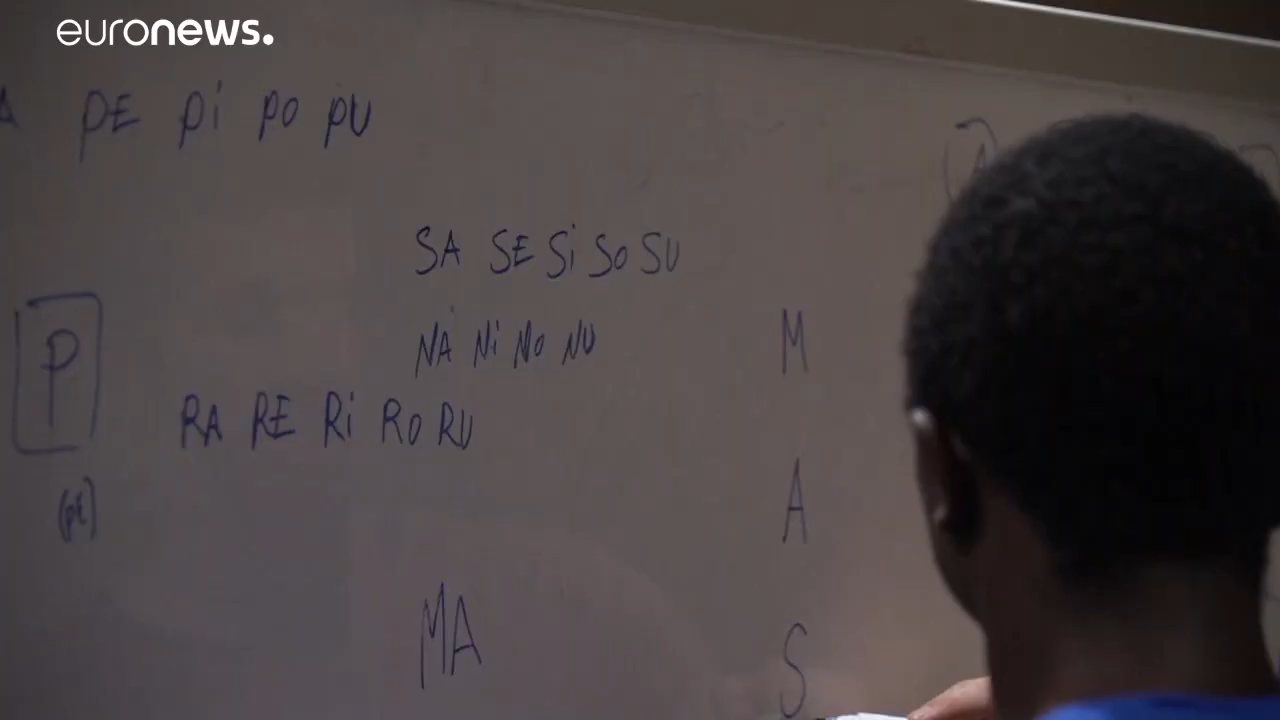 euronews.
A PE Pi PO PU
SA SE Si SO SU
NA Ni No NU
P
RA RE Ri RO RU
(pe)
MA
M
A
S